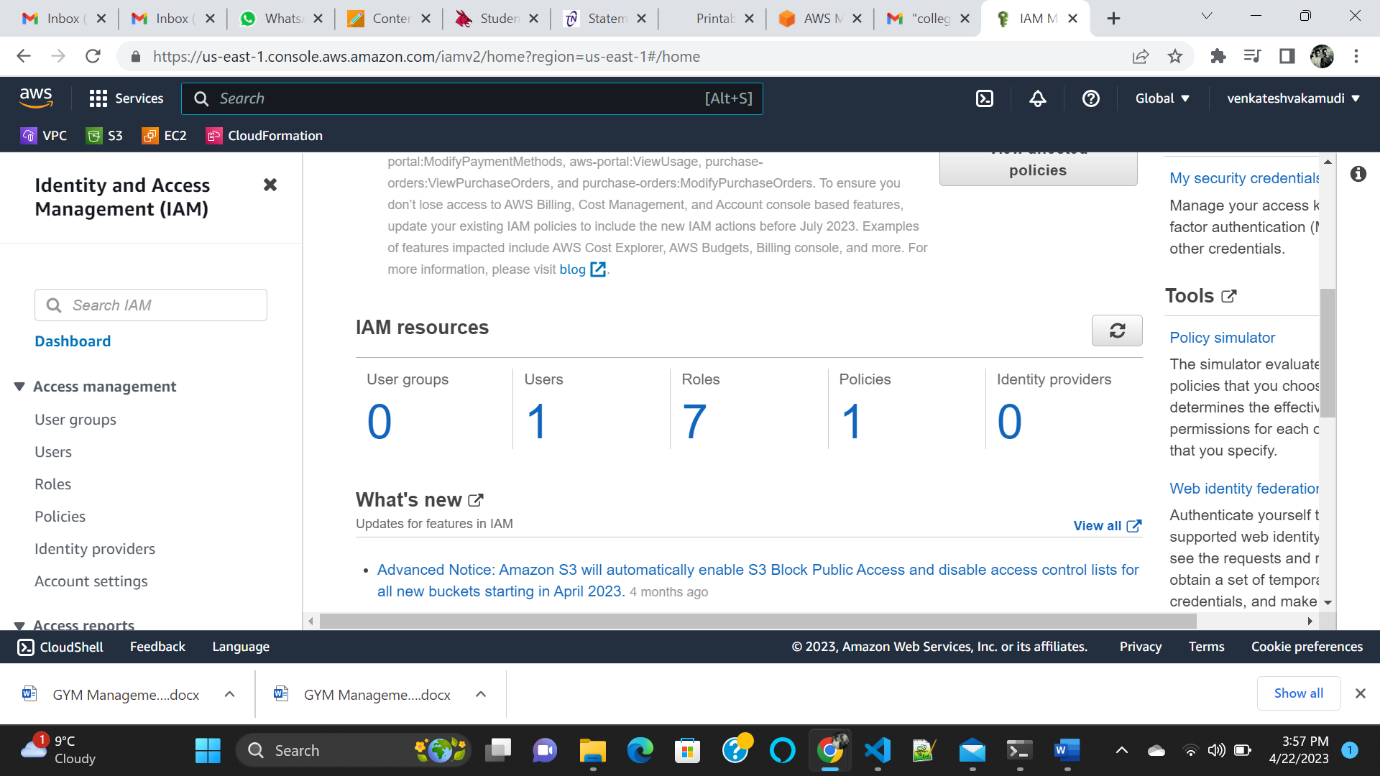 Inbox (
Inbox (
Whats
Conter
Studen
Statem
Printab
AWS M
"colleg
IAM M
https://us-east-1.console.aws.amazon.com/iamv2/home?region=us-east-1#/home
aws
Services
Search
[Alt+S]
Global
venkateshvakamudi
VPC
S3
EC2
CloudFormation
Identity and Access
Management (IAM)
Search IAM
Dashboard
Access management
User groups
Users
Roles
Policies
Identity providers
Account settings
Access reports
portal:ModifyPaymentMethods, aws-portal:ViewUsage, purchase-
orders:ViewPurchaseOrders, and purchase-orders:ModifyPurchaseOrders. To ensure you
don't lose access to AWS Billing, Cost Management, and Account console based features,
update your existing IAM policies to include the new IAM actions before July 2023. Examples
of features impacted include AWS Cost Explorer, AWS Budgets, Billing console, and more. For
more information, please visit blog.
policies
IAM resources
User groups
0
Users
1
Roles
7
Policies
1
Identity providers
0
What's new
Updates for features in IAM
View all
Advanced Notice: Amazon S3 will automatically enable S3 Block Public Access and disable access control lists for
all new buckets starting in April 2023. 4 months ago
My security credentials
Manage your access k
factor authentication (M
other credentials.
Tools
Policy simulator
The simulator evaluate
policies that you choos
determines the effectiv
permissions for each o
that you specify.
Web identity federation
Authenticate yourself t
supported web identity
see the requests and r
obtain a set of tempora
credentials, and make
CloudShell
Feedback
Language
© 2023, Amazon Web Services, Inc. or its affiliates.
Privacy
Terms
Cookie preferences
GYM Manageme....docx
GYM Manageme....docx
Show all
1
9°C
Cloudy
Search
3:57 PM
4/22/2023
1